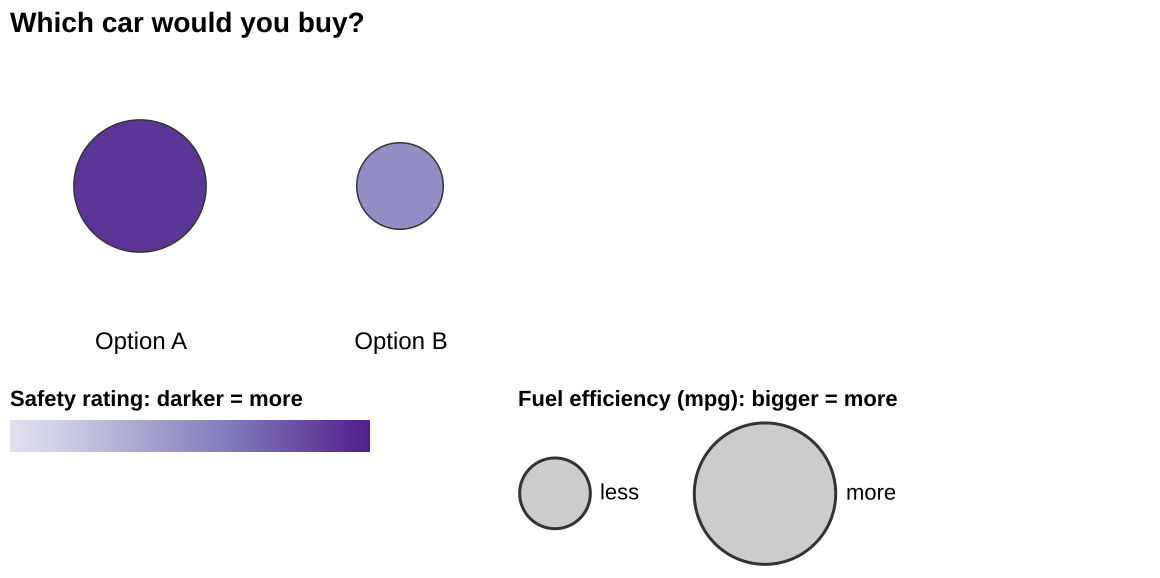 Which car would you buy?
Option A
Option B
Safety rating: darker = more
Fuel efficiency (mpg): bigger = more
less
more